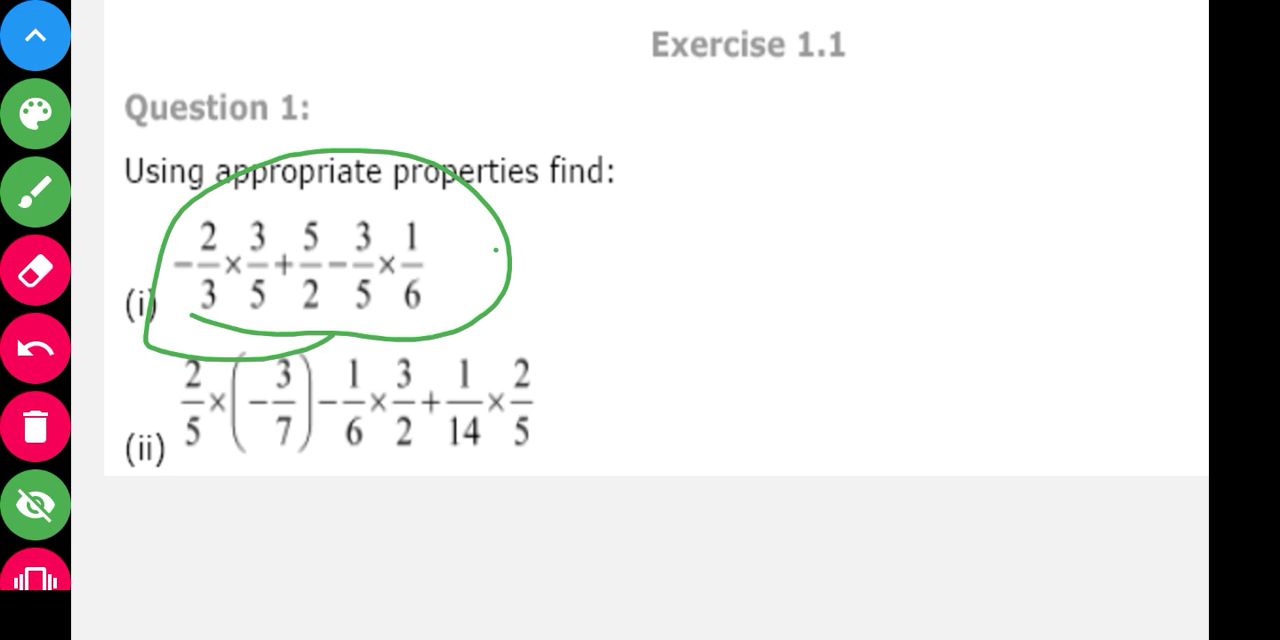 Exercise 1.1
Question 1:
Using appropriate properties find:
(i) −2/3 × 3/5 + 5/2 − 3/5 × 1/6
(ii) 2/5 × (−3/7) − 1/6 × 3/2 + 1/14 × 2/5